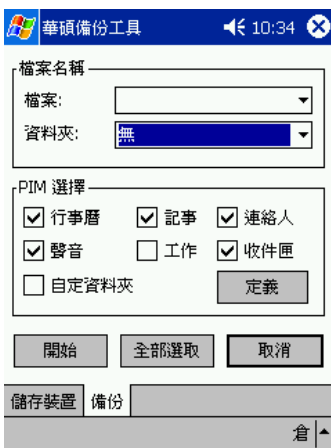 華碩備份工具 10:34
檔案名稱
檔案:
資料夾: 無
PIM 選擇
行事曆 記事 連絡人
聲音 工作 收件匣
自定資料夾 定義
開始 全部選取 取消
儲存裝置 備份
倉